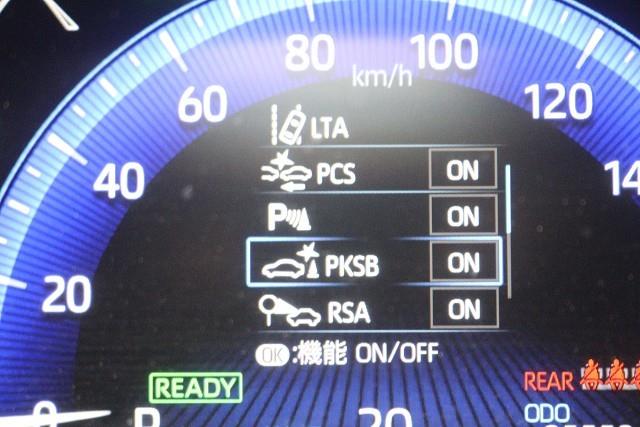 80
100
km/h
60
120
LTA
PCS ON
40
P ON
PKSB ON
20
RSA ON
OK:機能 ON/OFF
READY
REAR
P
20
ODO